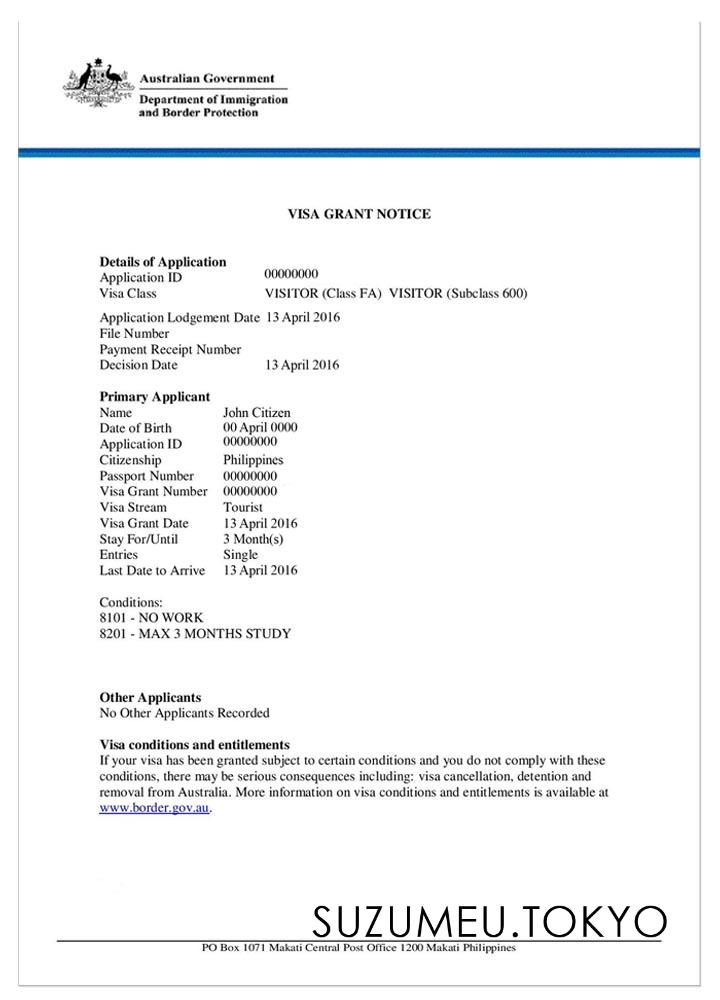 Australian Government
Department of Immigration
and Border Protection
VISA GRANT NOTICE
Details of Application
Application ID 00000000
Visa Class VISITOR (Class FA) VISITOR (Subclass 600)
Application Lodgement Date 13 April 2016
File Number
Payment Receipt Number
Decision Date 13 April 2016
Primary Applicant
Name John Citizen
Date of Birth 00 April 0000
Application ID 00000000
Citizenship Philippines
Passport Number 00000000
Visa Grant Number 00000000
Visa Stream Tourist
Visa Grant Date 13 April 2016
Stay For/Until 3 Month(s)
Entries Single
Last Date to Arrive 13 April 2016
Conditions:
8101 - NO WORK
8201 - MAX 3 MONTHS STUDY
Other Applicants
No Other Applicants Recorded
Visa conditions and entitlements
If your visa has been granted subject to certain conditions and you do not comply with these
conditions, there may be serious consequences including: visa cancellation, detention and
removal from Australia. More information on visa conditions and entitlements is available at
www.border.gov.au.
SUZUMEU.TOKYO
PO Box 1071 Makati Central Post Office 1200 Makati Philippines